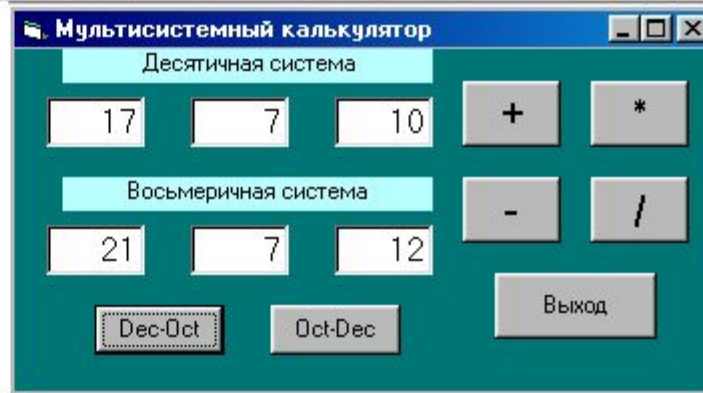 Мультисистемный калькулятор
Десятичная система
17 7 10
+ *
Восьмеричная система
- /
21 7 12
Выход
Dec-Oct Oct-Dec